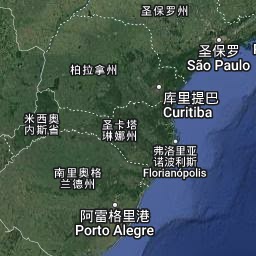 圣保罗州
圣保罗
São Paulo
柏拉拿州
库里提巴
Curitiba
米西奥
内斯省
圣卡塔
琳娜州
弗洛里亚
诺波利斯
Florianópolis
南里奥格
兰德州
阿雷格里港
Porto Alegre